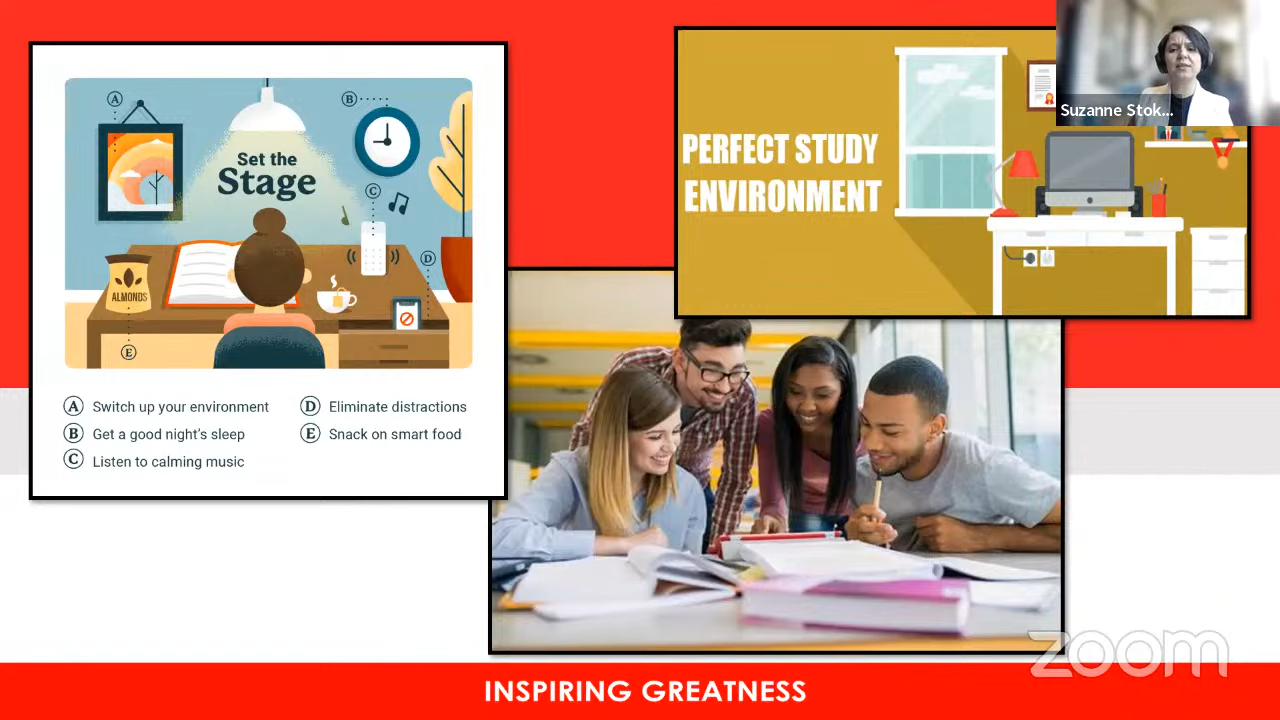 A
B
Set the
Stage
C
D
ALMONDS
E
A Switch up your environment
B Get a good night's sleep
C Listen to calming music
D Eliminate distractions
E Snack on smart food
PERFECT STUDY
ENVIRONMENT
Suzanne Stok...
zoom
INSPIRING GREATNESS